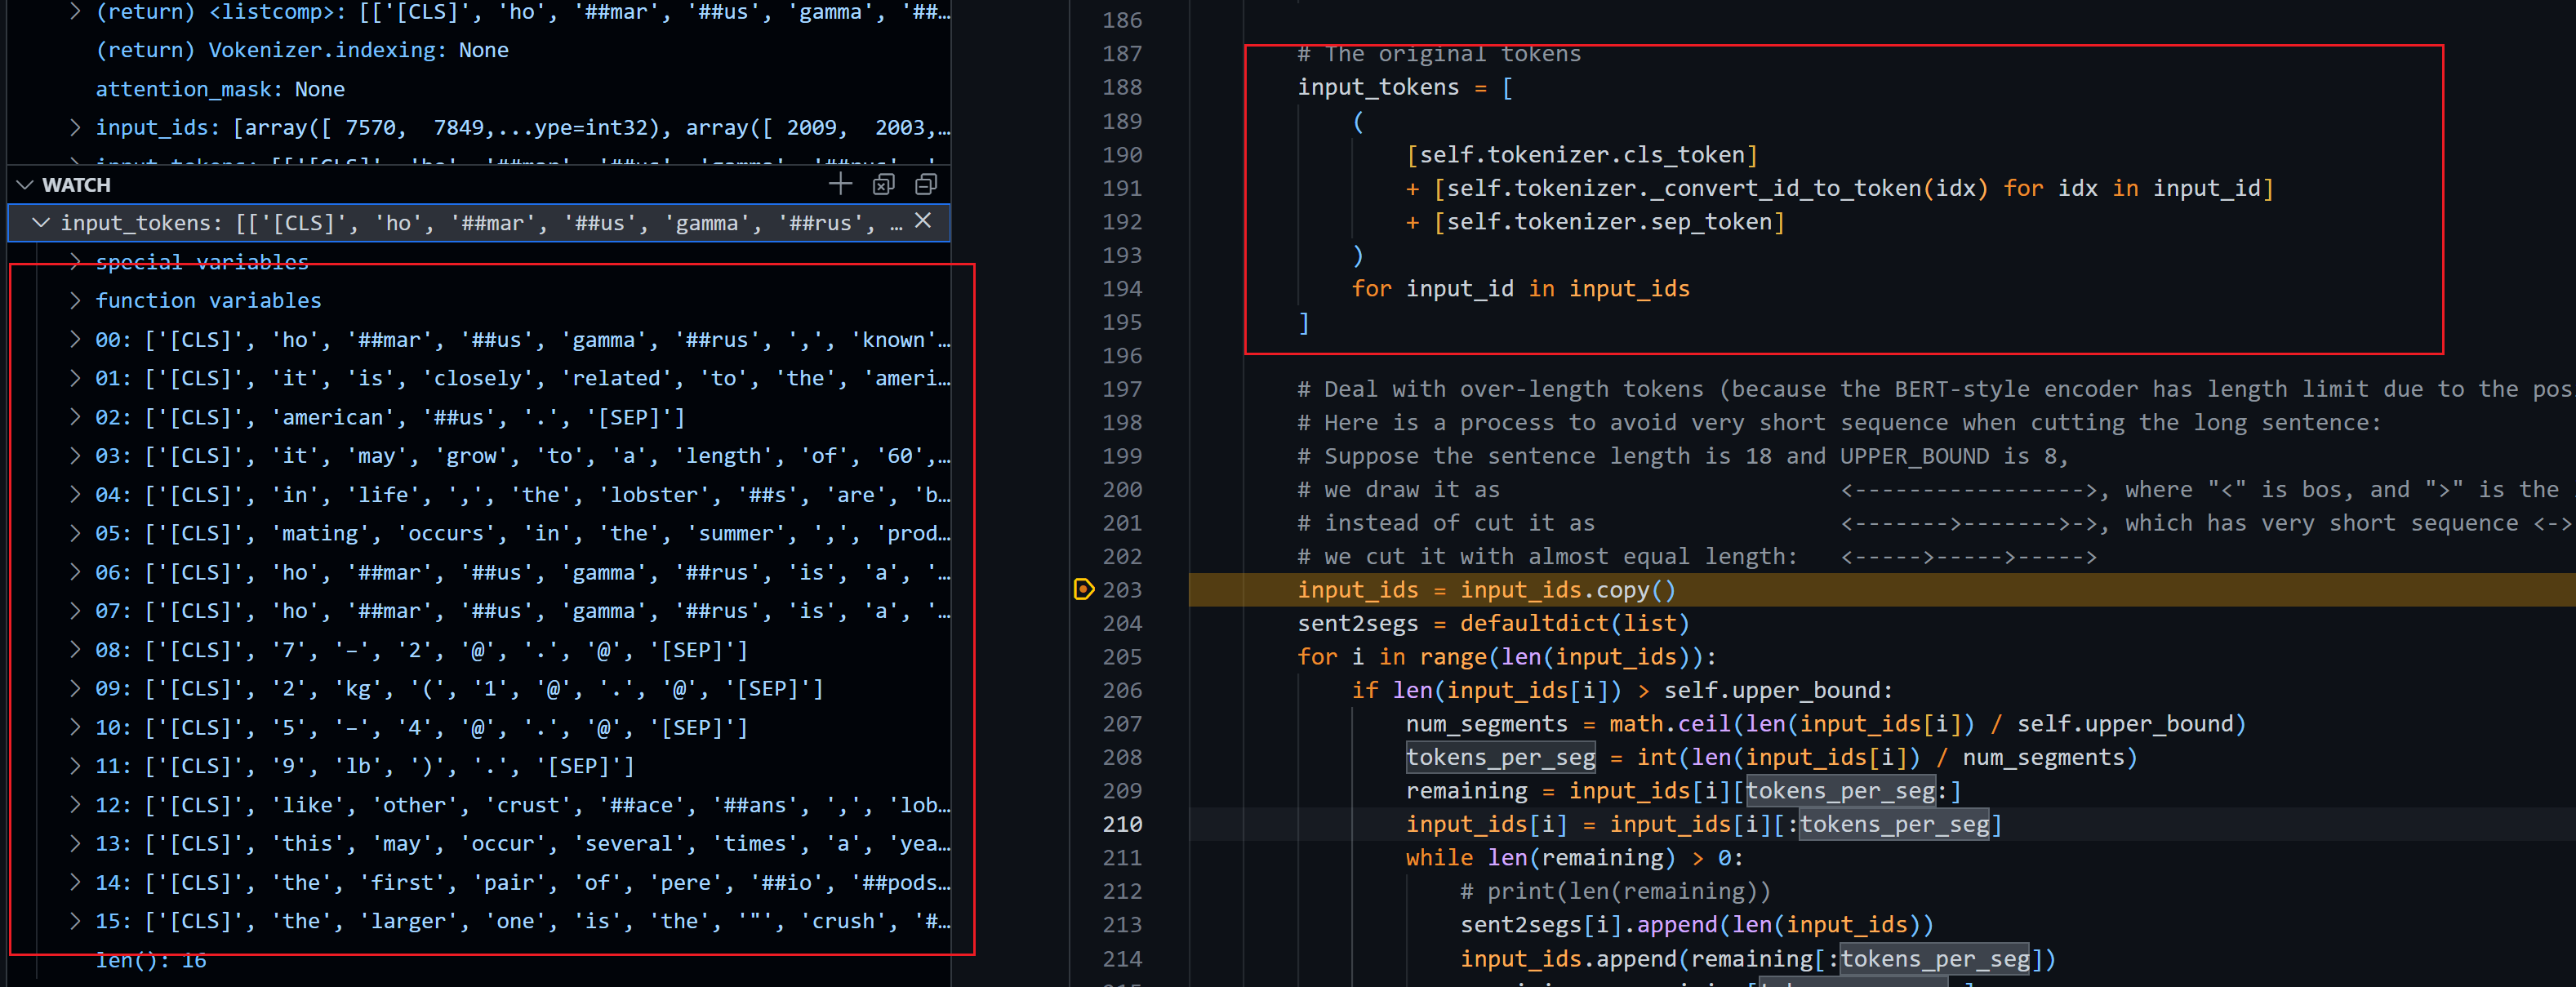 (return) <listcomp>: [['[CLS]', 'ho', '##mar', '##us', 'gamma', '##…
(return) Vokenizer.indexing: None
attention_mask: None
input_ids: [array([ 7570,  7849,...ype=int32), array([ 2009,  2003,…
input_tokens: [['[CLS]', 'ho', '##mar', '##us', 'gamma', '##rus', '
WATCH
input_tokens: [['[CLS]', 'ho', '##mar', '##us', 'gamma', '##rus', …
special variables
function variables
00: ['[CLS]', 'ho', '##mar', '##us', 'gamma', '##rus', ',', 'known'…
01: ['[CLS]', 'it', 'is', 'closely', 'related', 'to', 'the', 'ameri…
02: ['[CLS]', 'american', '##us', '.', '[SEP]']
03: ['[CLS]', 'it', 'may', 'grow', 'to', 'a', 'length', 'of', '60',…
04: ['[CLS]', 'in', 'life', ',', 'the', 'lobster', '##s', 'are', 'b…
05: ['[CLS]', 'mating', 'occurs', 'in', 'the', 'summer', ',', 'prod…
06: ['[CLS]', 'ho', '##mar', '##us', 'gamma', '##rus', 'is', 'a', '…
07: ['[CLS]', 'ho', '##mar', '##us', 'gamma', '##rus', 'is', 'a', '…
08: ['[CLS]', '7', '–', '2', '@', '.', '@', '[SEP]']
09: ['[CLS]', '2', 'kg', '(', '1', '@', '.', '@', '[SEP]']
10: ['[CLS]', '5', '–', '4', '@', '.', '@', '[SEP]']
11: ['[CLS]', '9', 'lb', ')', '.', '[SEP]']
12: ['[CLS]', 'like', 'other', 'crust', '##ace', '##ans', ',', 'lob…
13: ['[CLS]', 'this', 'may', 'occur', 'several', 'times', 'a', 'yea…
14: ['[CLS]', 'the', 'first', 'pair', 'of', 'pere', '##io', '##pods…
15: ['[CLS]', 'the', 'larger', 'one', 'is', 'the', '"', 'crush', '#…
len(): 16
186
187 # The original tokens
188 input_tokens = [
189 (
190 [self.tokenizer.cls_token]
191 + [self.tokenizer._convert_id_to_token(idx) for idx in input_id]
192 + [self.tokenizer.sep_token]
193 )
194 for input_id in input_ids
195 ]
196
197 # Deal with over-length tokens (because the BERT-style encoder has length limit due to the pos
198 # Here is a process to avoid very short sequence when cutting the long sentence:
199 # Suppose the sentence length is 18 and UPPER_BOUND is 8,
200 # we draw it as                         <----------------->, where "<" is bos, and ">" is the
201 # instead of cut it as                  <------->------->->, which has very short sequence <->
202 # we cut it with almost equal length:   <----->----->----->
203 input_ids = input_ids.copy()
204 sent2segs = defaultdict(list)
205 for i in range(len(input_ids)):
206 if len(input_ids[i]) > self.upper_bound:
207 num_segments = math.ceil(len(input_ids[i]) / self.upper_bound)
208 tokens_per_seg = int(len(input_ids[i]) / num_segments)
209 remaining = input_ids[i][tokens_per_seg:]
210 input_ids[i] = input_ids[i][:tokens_per_seg]
211 while len(remaining) > 0:
212 # print(len(remaining))
213 sent2segs[i].append(len(input_ids))
214 input_ids.append(remaining[:tokens_per_seg])